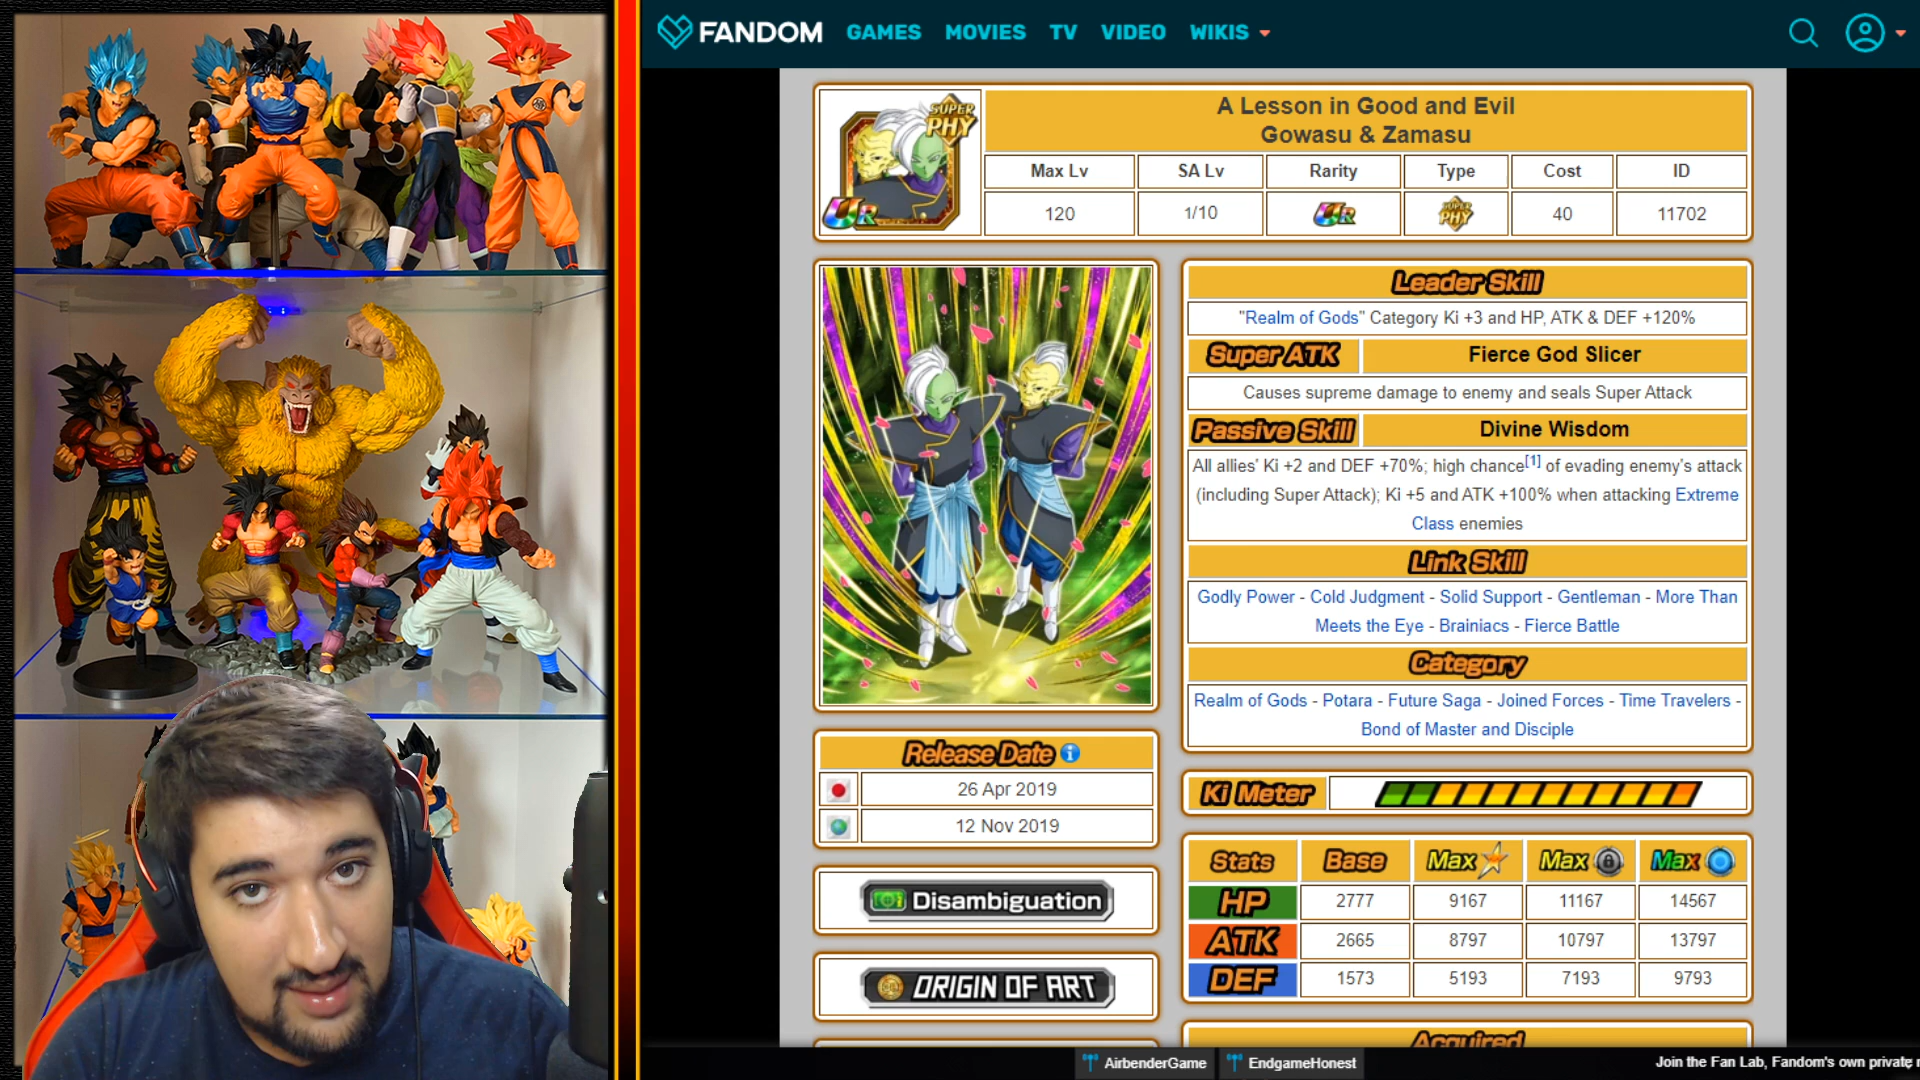 FANDOM GAMES MOVIES TV VIDEO WIKIS
A Lesson in Good and Evil
Gowasu & Zamasu
SUPER PHY
UR
Max Lv SA Lv Rarity Type Cost ID
120 1/10 UR SUPER PHY 40 11702
Leader Skill
"Realm of Gods" Category Ki +3 and HP, ATK & DEF +120%
Super ATK Fierce God Slicer
Causes supreme damage to enemy and seals Super Attack
Passive Skill Divine Wisdom
All allies' Ki +2 and DEF +70%; high chance[1] of evading enemy's attack
(including Super Attack); Ki +5 and ATK +100% when attacking Extreme
Class enemies
Link Skill
Godly Power - Cold Judgment - Solid Support - Gentleman - More Than
Meets the Eye - Brainiacs - Fierce Battle
Category
Realm of Gods - Potara - Future Saga - Joined Forces - Time Travelers -
Bond of Master and Disciple
Release Date
26 Apr 2019
12 Nov 2019
Disambiguation
ORIGIN OF ART
Ki Meter
Stats Base Max Max Max
HP 2777 9167 11167 14567
ATK 2665 8797 10797 13797
DEF 1573 5193 7193 9793
Acquired
AirbenderGame EndgameHonest
Join the Fan Lab, Fandom's own private